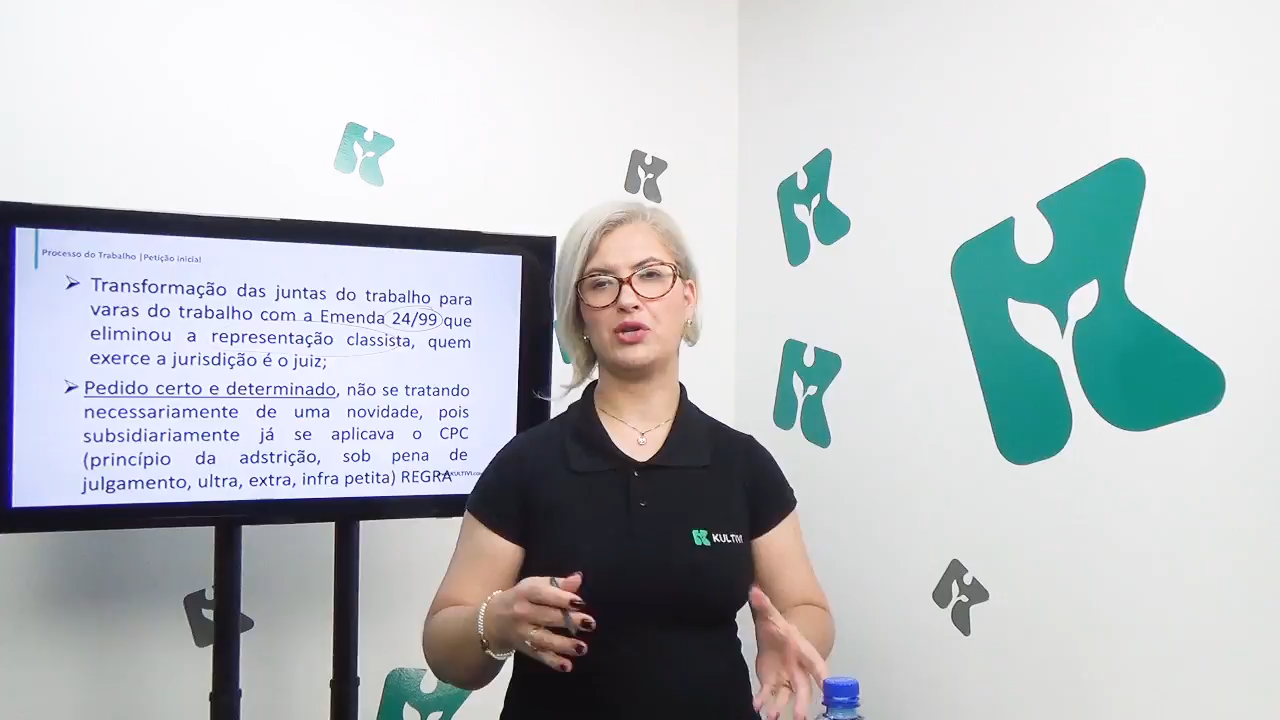 Processo do Trabalho |Petição inicial
➤ Transformação das juntas do trabalho para
varas do trabalho com a Emenda 24/99 que
eliminou a representação classista, quem
exerce a jurisdição é o juiz;
➤ Pedido certo e determinado, não se tratando
necessariamente de uma novidade, pois
subsidiariamente já se aplicava o CPC
(princípio da adstrição, sob pena de
julgamento, ultra, extra, infra petita) REGRA
KULTIVI